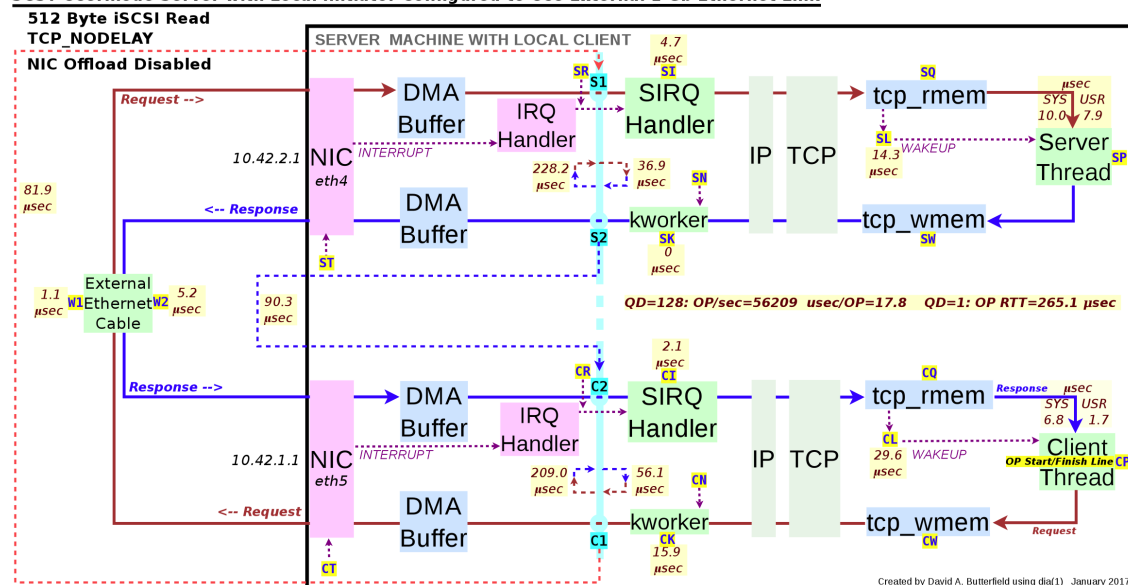 512 Byte iSCSI Read
TCP_NODELAY
NIC Offload Disabled
SERVER MACHINE WITH LOCAL CLIENT
4.7
µsec
SR
SI
SQ
S1
Request -->
DMA
Buffer
IRQ
Handler
SIRQ
Handler
IP
TCP
tcp_rmem
µsec
SYS USR
10.0 7.9
10.42.2.1
NIC
eth4
INTERRUPT
SL
WAKEUP
14.3
µsec
Server
Thread
SP
228.2
µsec
36.9
µsec
SN
81.9
µsec
<-- Response
DMA
Buffer
kworker
tcp_wmem
S2
SK
SW
0
µsec
ST
1.1
µsec
W1
External
Ethernet
Cable
W2
5.2
µsec
90.3
µsec
QD=128: OP/sec=56209 usec/OP=17.8 QD=1: OP RTT=265.1 µsec
2.1
µsec
CR
CI
CQ
C2
Response -->
DMA
Buffer
IRQ
Handler
SIRQ
Handler
IP
TCP
tcp_rmem
Response
µsec
SYS USR
6.8 1.7
10.42.1.1
NIC
eth5
INTERRUPT
CL
WAKEUP
29.6
µsec
Client
OP Start/Finish Line
CP
Thread
209.0
µsec
56.1
µsec
CN
<-- Request
DMA
Buffer
kworker
tcp_wmem
Request
C1
CK
CW
15.9
µsec
CT
Created by David A. Butterfield using dia(1) January 2017